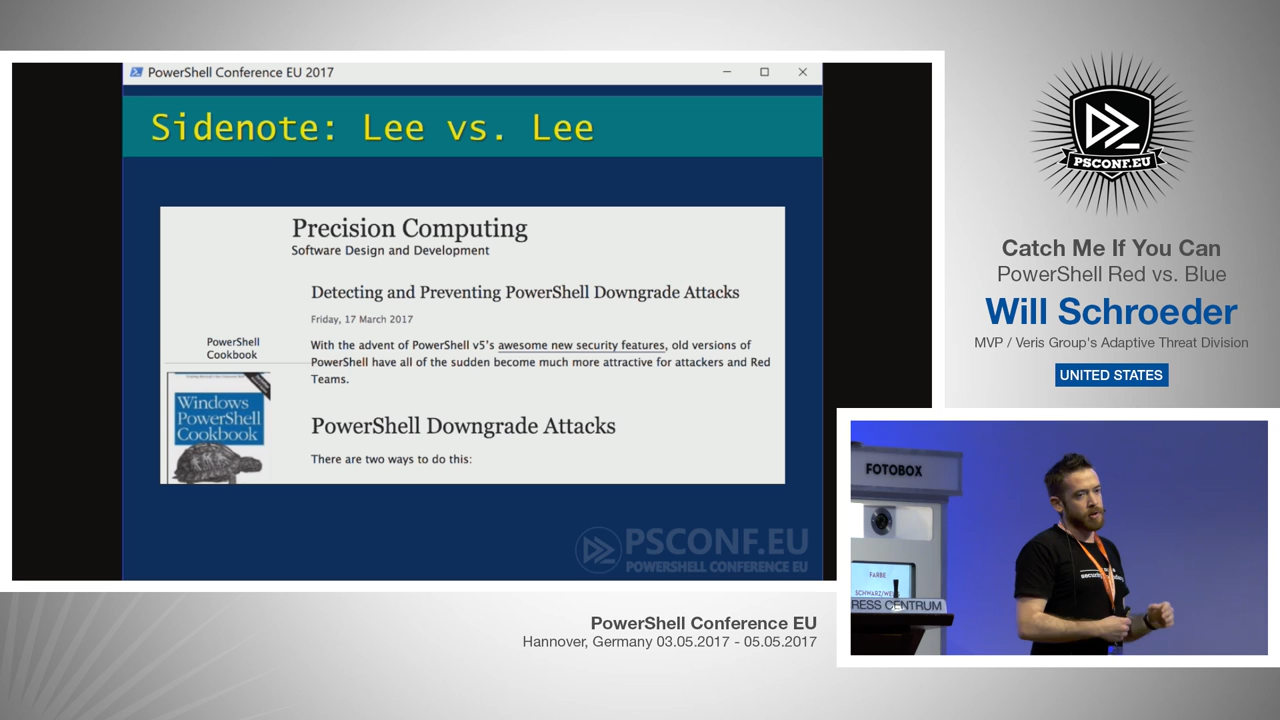 PowerShell Conference EU 2017
Sidenote: Lee vs. Lee
Precision Computing
Software Design and Development
Detecting and Preventing PowerShell Downgrade Attacks
Friday, 17 March 2017
PowerShell
Cookbook
With the advent of PowerShell v5's awesome new security features, old versions of
PowerShell have all of the sudden become much more attractive for attackers and Red
Teams.
Windows
PowerShell
Cookbook
PowerShell Downgrade Attacks
There are two ways to do this:
PSCONF.EU
POWERSHELL CONFERENCE EU
PSCONF.EU
Catch Me If You Can
PowerShell Red vs. Blue
Will Schroeder
MVP / Veris Group's Adaptive Threat Division
UNITED STATES
FOTOBOX
FARBE
RESS CENTRUM
PowerShell Conference EU
Hannover, Germany 03.05.2017 - 05.05.2017